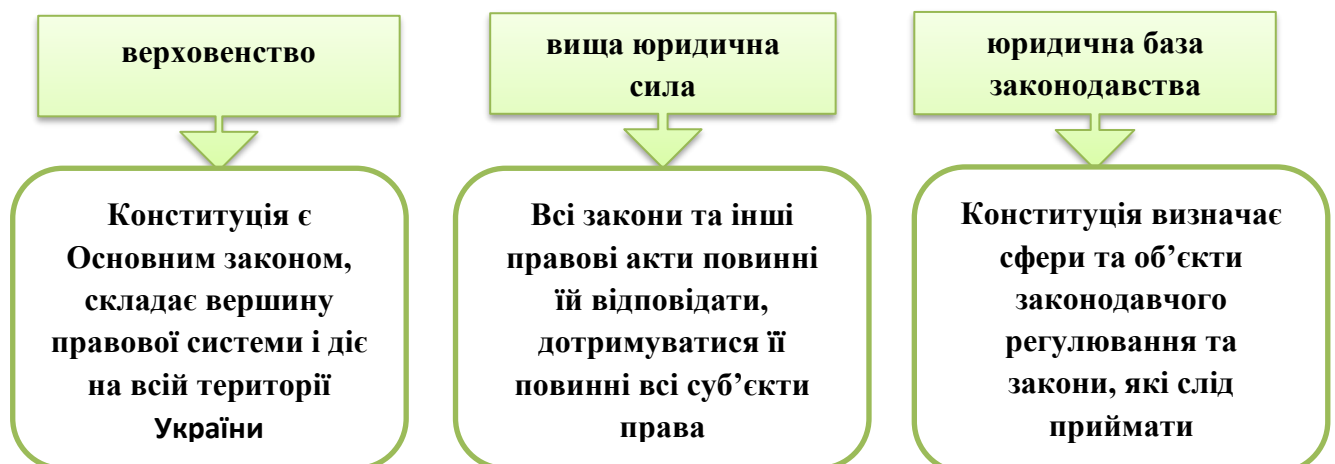 верховенство
вища юридична
сила
юридична база
законодавства
Конституція є
Основним законом,
складає вершину
правової системи і діє
на всій території
України
Всі закони та інші
правові акти повинні
їй відповідати,
дотримуватися її
повинні всі суб’єкти
права
Конституція визначає
сфери та об’єкти
законодавчого
регулювання та
закони, які слід
приймати